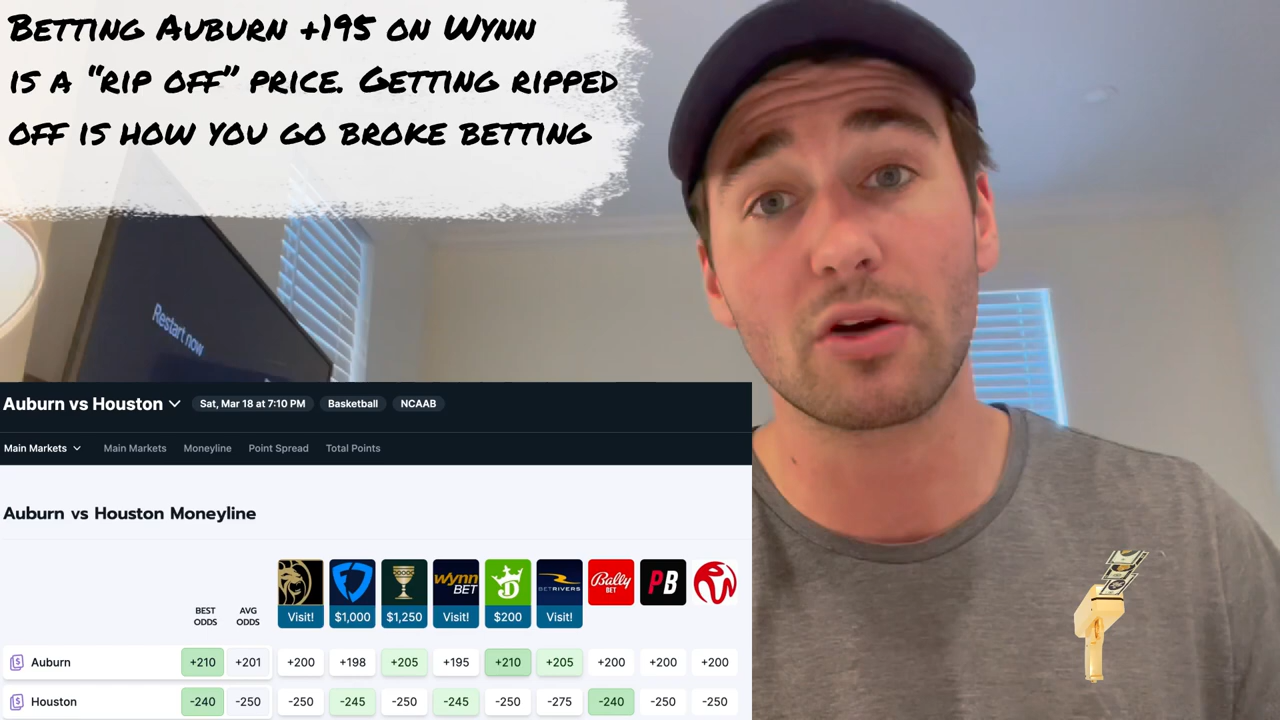 Betting Auburn +195 on Wynn
is a "rip off" price. Getting ripped
off is how you go broke betting
Restart now
Auburn vs Houston Sat, Mar 18 at 7:10 PM Basketball NCAAB
Main Markets Main Markets Moneyline Point Spread Total Points
Auburn vs Houston Moneyline
WYNN BET BETRIVERS Bally BET PB
BEST ODDS AVG ODDS Visit! $1,000 $1,250 Visit! $200 Visit!
Auburn +210 +201 +200 +198 +205 +195 +210 +205 +200 +200 +200
Houston -240 -250 -250 -245 -250 -245 -250 -275 -240 -250 -250